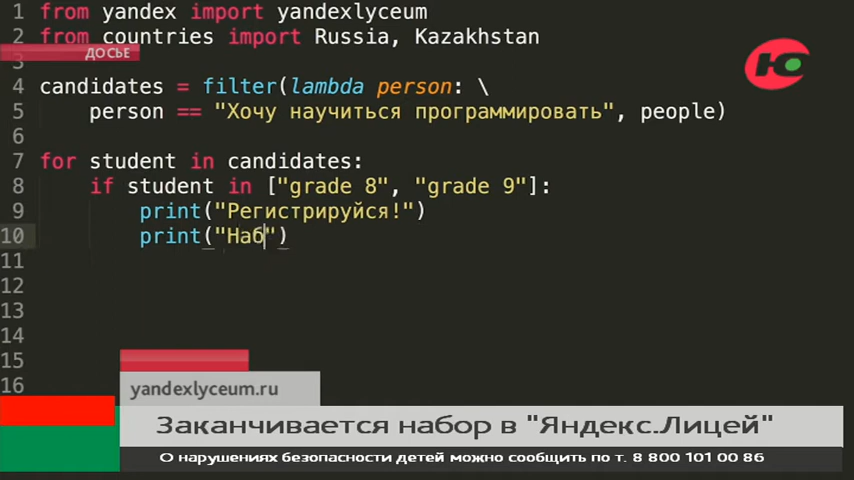 1 from yandex import yandexlyceum
2 from countries import Russia, Kazakhstan
ДОСЬЕ
3
4 candidates = filter(lambda person: \
5 person == "Хочу научиться программировать", people)
6
7 for student in candidates:
8 if student in ["grade 8", "grade 9"]:
9 print("Регистрируйся!")
10 print("Наб")
11
12
13
14
15
16
Ю
yandexlyceum.ru
Заканчивается набор в "Яндекс.Лицей"
О нарушениях безопасности детей можно сообщить по т. 8 800 101 00 86